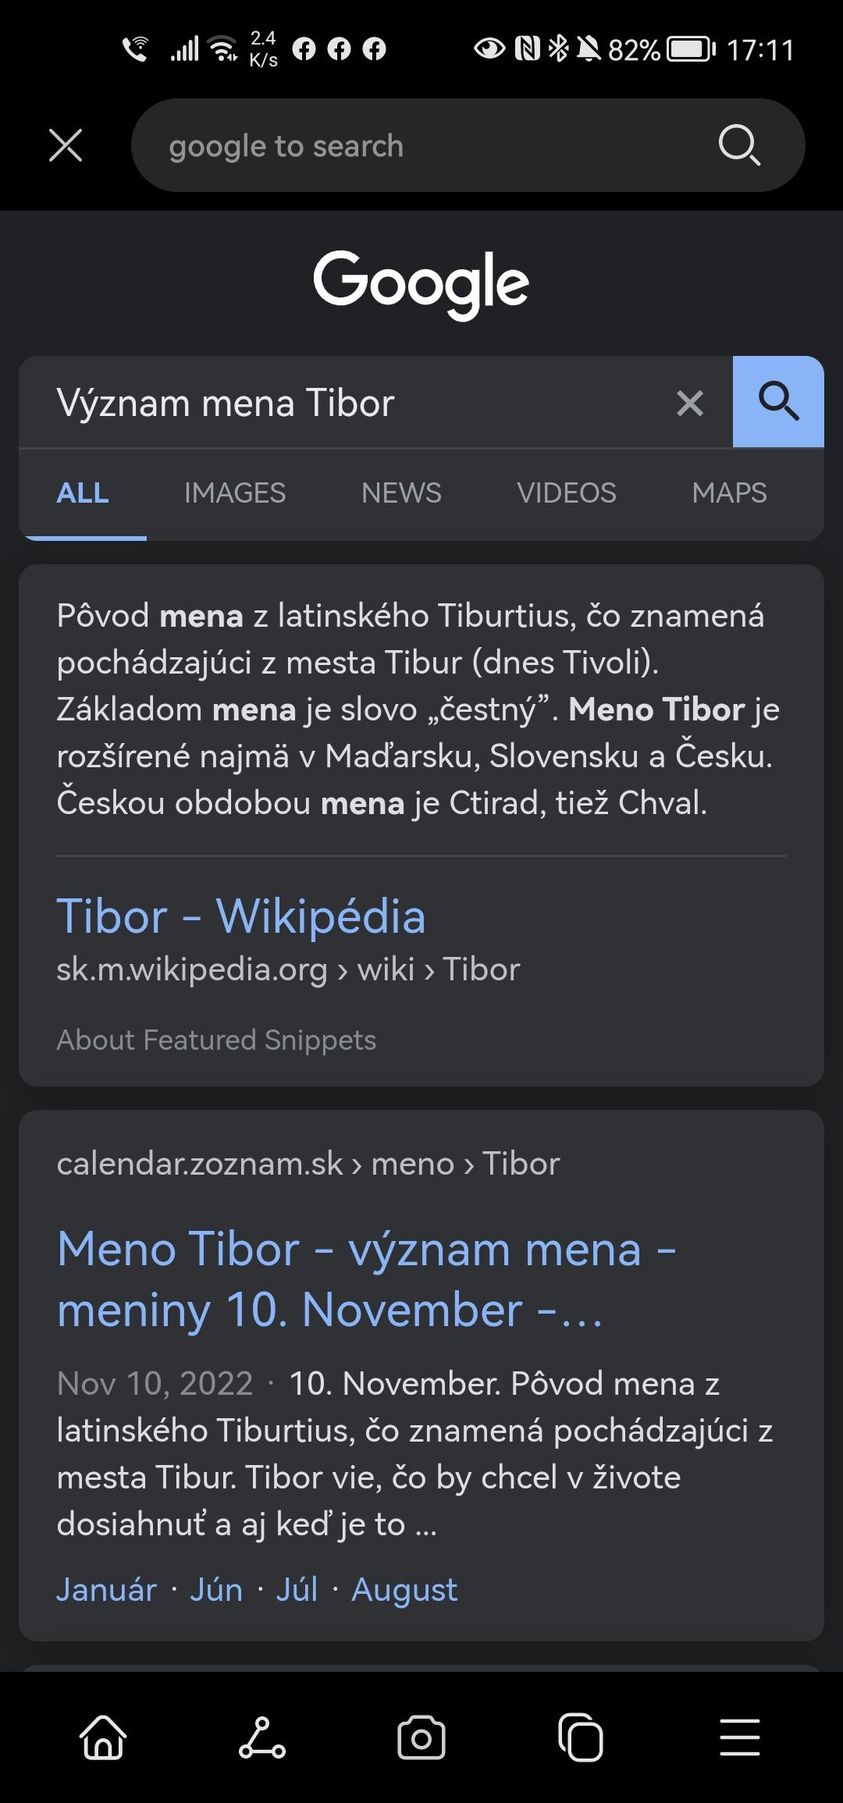 2.4
K/s
82%
17:11
google to search
Google
Význam mena Tibor
ALL IMAGES NEWS VIDEOS MAPS
Pôvod mena z latinského Tiburtius, čo znamená
pochádzajúci z mesta Tibur (dnes Tivoli).
Základom mena je slovo „čestný”. Meno Tibor je
rozšírené najmä v Maďarsku, Slovensku a Česku.
Českou obdobou mena je Ctirad, tiež Chval.
Tibor – Wikipédia
sk.m.wikipedia.org › wiki › Tibor
About Featured Snippets
calendar.zoznam.sk › meno › Tibor
Meno Tibor - význam mena -
meniny 10. November -...
Nov 10, 2022 · 10. November. Pôvod mena z
latinského Tiburtius, čo znamená pochádzajúci z
mesta Tibur. Tibor vie, čo by chcel v živote
dosiahnuť a aj keď je to ...
Január · Jún · Júl · August